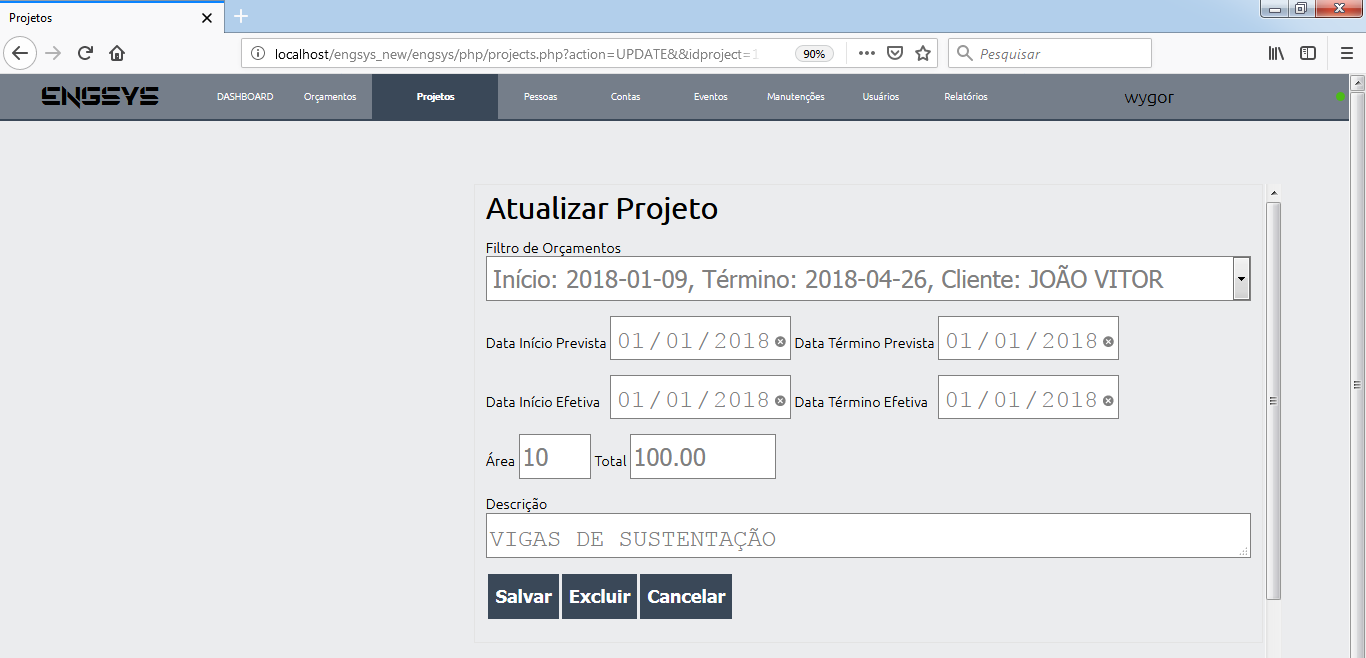 Projetos
localhost/engsys_new/engsys/php/projects.php?action=UPDATE&r&idproject=1 90% Pesquisar
ENGSYS DASHBOARD Orçamentos Projetos Pessoas Contas Eventos Manutenções Usuários Relatórios wygor
Atualizar Projeto
Filtro de Orçamentos
Início: 2018-01-09, Término: 2018-04-26, Cliente: JOÃO VITOR
Data Início Prevista 01/01/2018 Data Término Prevista 01/01/2018
Data Início Efetiva 01/01/2018 Data Término Efetiva 01/01/2018
Área 10 Total 100.00
Descrição
VIGAS DE SUSTENTAÇÃO
Salvar Excluir Cancelar